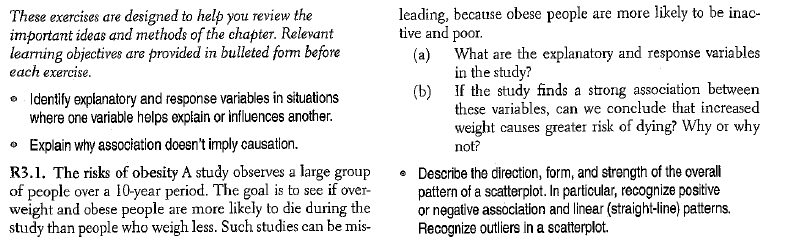 These exercises are designed to help you review the
important ideas and methods of the chapter. Relevant
learning objectives are provided in bulleted form before
each exercise.
• Identify explanatory and response variables in situations
where one variable helps explain or influences another.
• Explain why association doesn't imply causation.
R3.1. The risks of obesity A study observes a large group
of people over a 10-year period. The goal is to see if over-
weight and obese people are more likely to die during the
study than people who weigh less. Such studies can be mis-
leading, because obese people are more likely to be inac-
tive and poor.
(a) What are the explanatory and response variables
in the study?
(b) If the study finds a strong association between
these variables, can we conclude that increased
weight causes greater risk of dying? Why or why
not?
• Describe the direction, form, and strength of the overall
pattern of a scatterplot. In particular, recognize positive
or negative association and linear (straight-line) patterns.
Recognize outliers in a scatterplot.